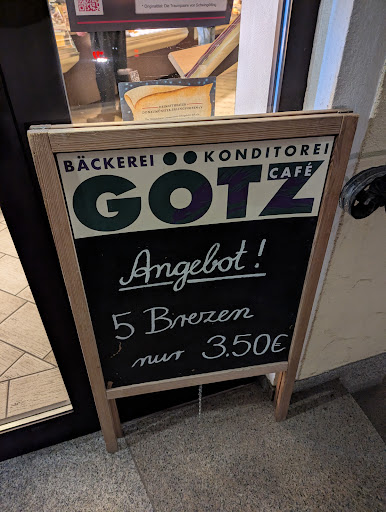 BÄCKEREI KONDITOREI
GÖTZ
CAFÉ
Angebot!
5 Brezen
nur 3.50€